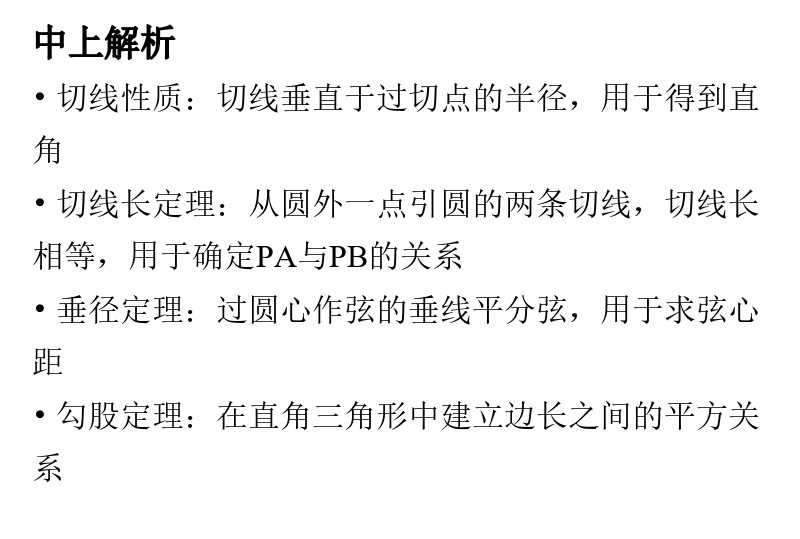 中上解析
• 切线性质：切线垂直于过切点的半径，用于得到直
角
• 切线长定理：从圆外一点引圆的两条切线，切线长
相等，用于确定PA与PB的关系
• 垂径定理：过圆心作弦的垂线平分弦，用于求弦心
距
• 勾股定理：在直角三角形中建立边长之间的平方关
系